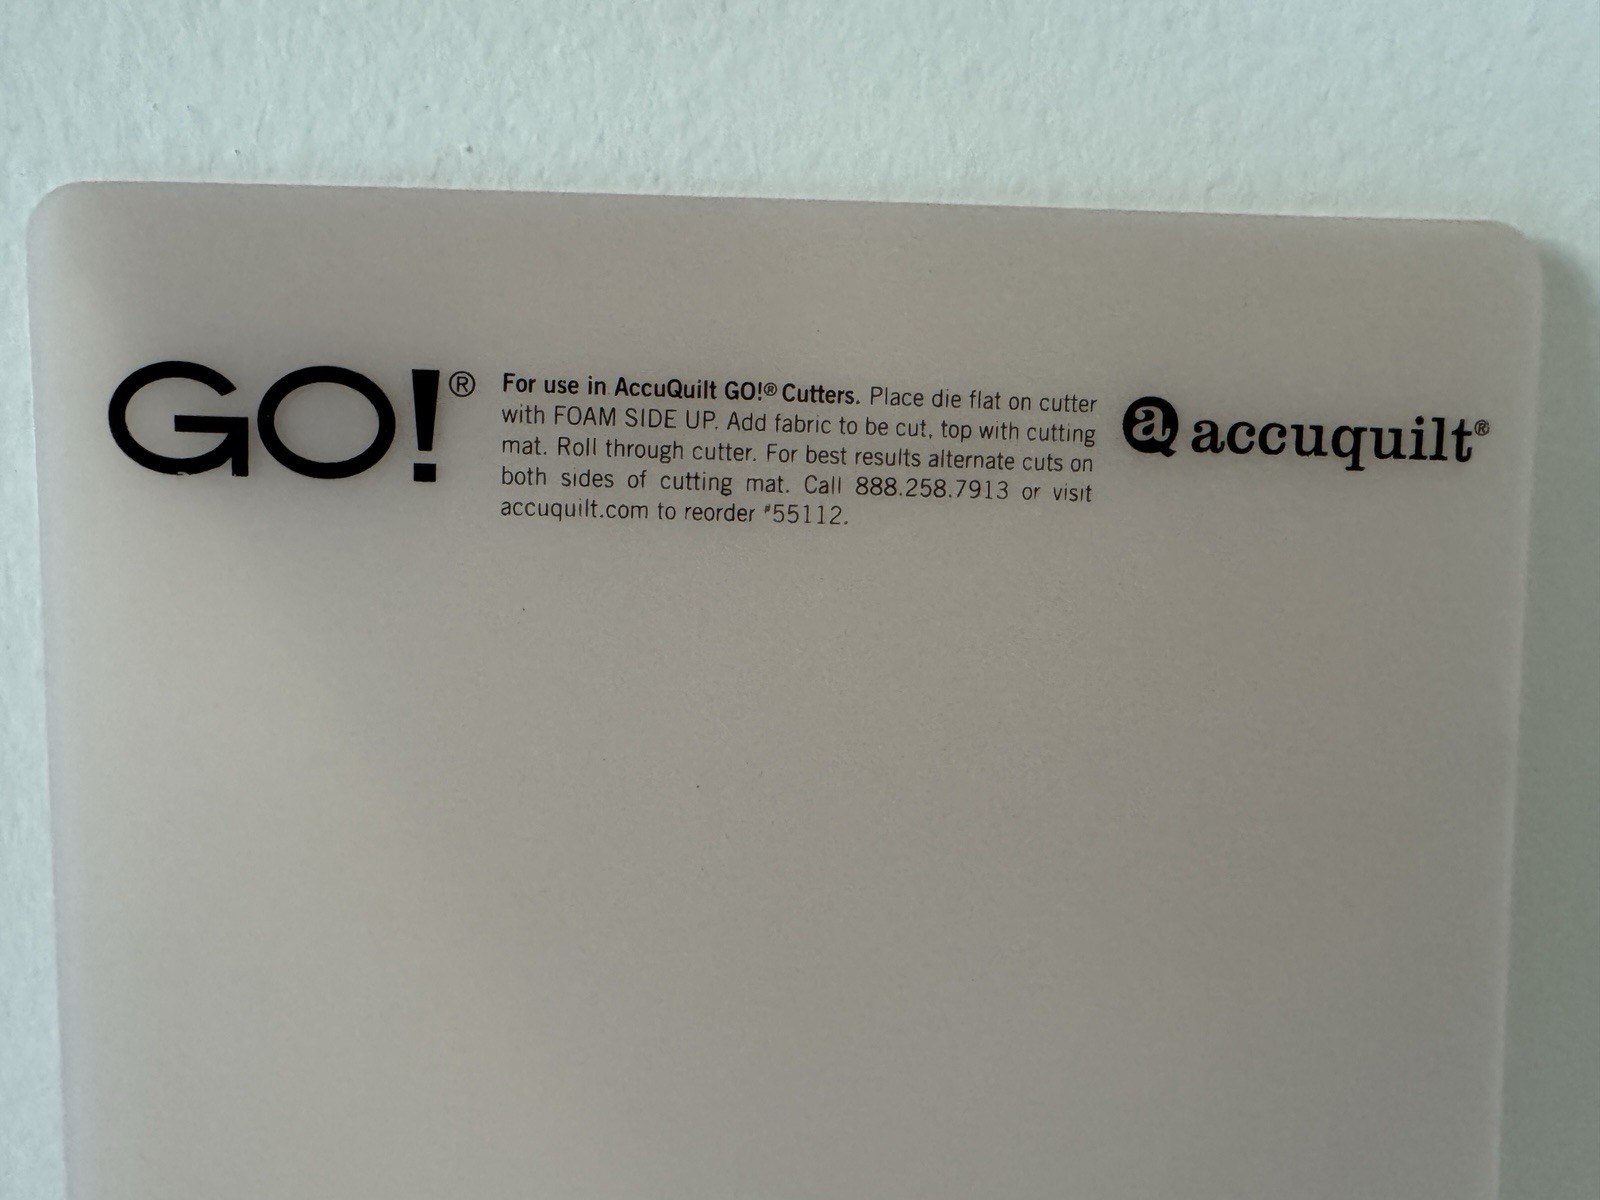 GO!®
For use in AccuQuilt GO!® Cutters. Place die flat on cutter
with FOAM SIDE UP. Add fabric to be cut, top with cutting
mat. Roll through cutter. For best results alternate cuts on
both sides of cutting mat. Call 888.258.7913 or visit
accuquilt.com to reorder #55112.
a accuquilt®